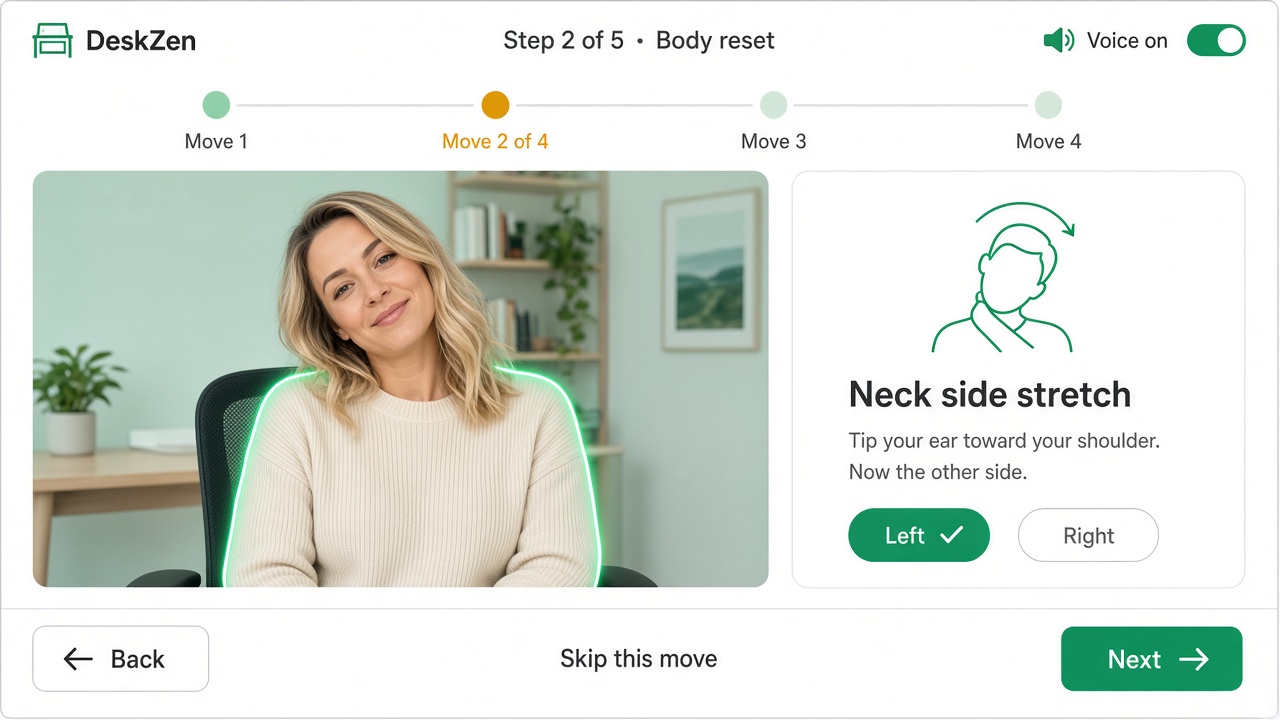 DeskZen
Step 2 of 5 • Body reset
Voice on
Move 1
Move 2 of 4
Move 3
Move 4
Neck side stretch
Tip your ear toward your shoulder.
Now the other side.
Left
Right
Back
Skip this move
Next